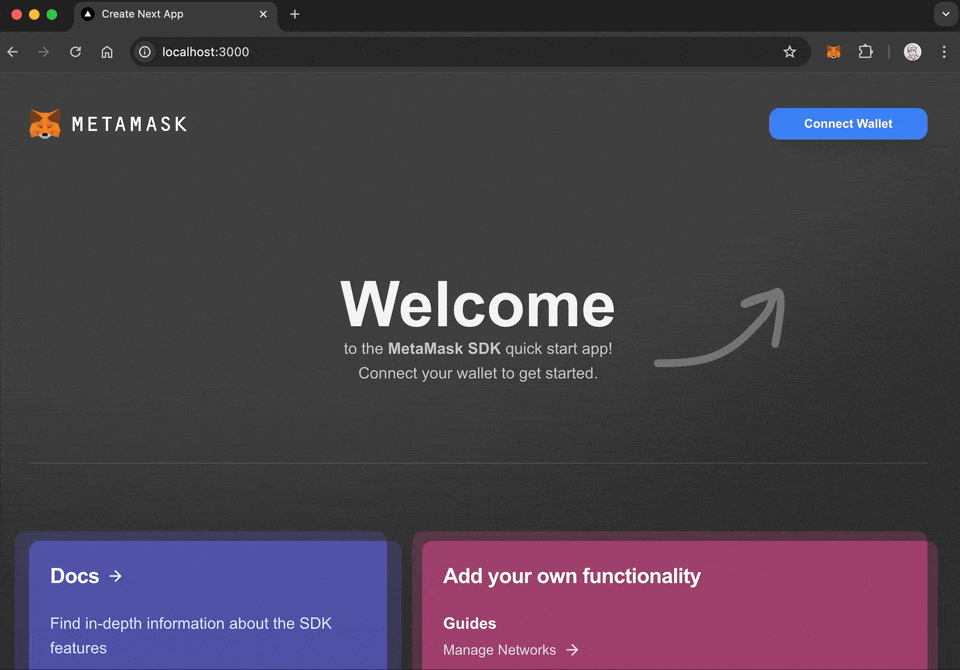 Create Next App
localhost:3000
METAMASK
Connect Wallet
Welcome
to the MetaMask SDK quick start app!
Connect your wallet to get started.
Docs →
Find in-depth information about the SDK
features
Add your own functionality
Guides
Manage Networks →